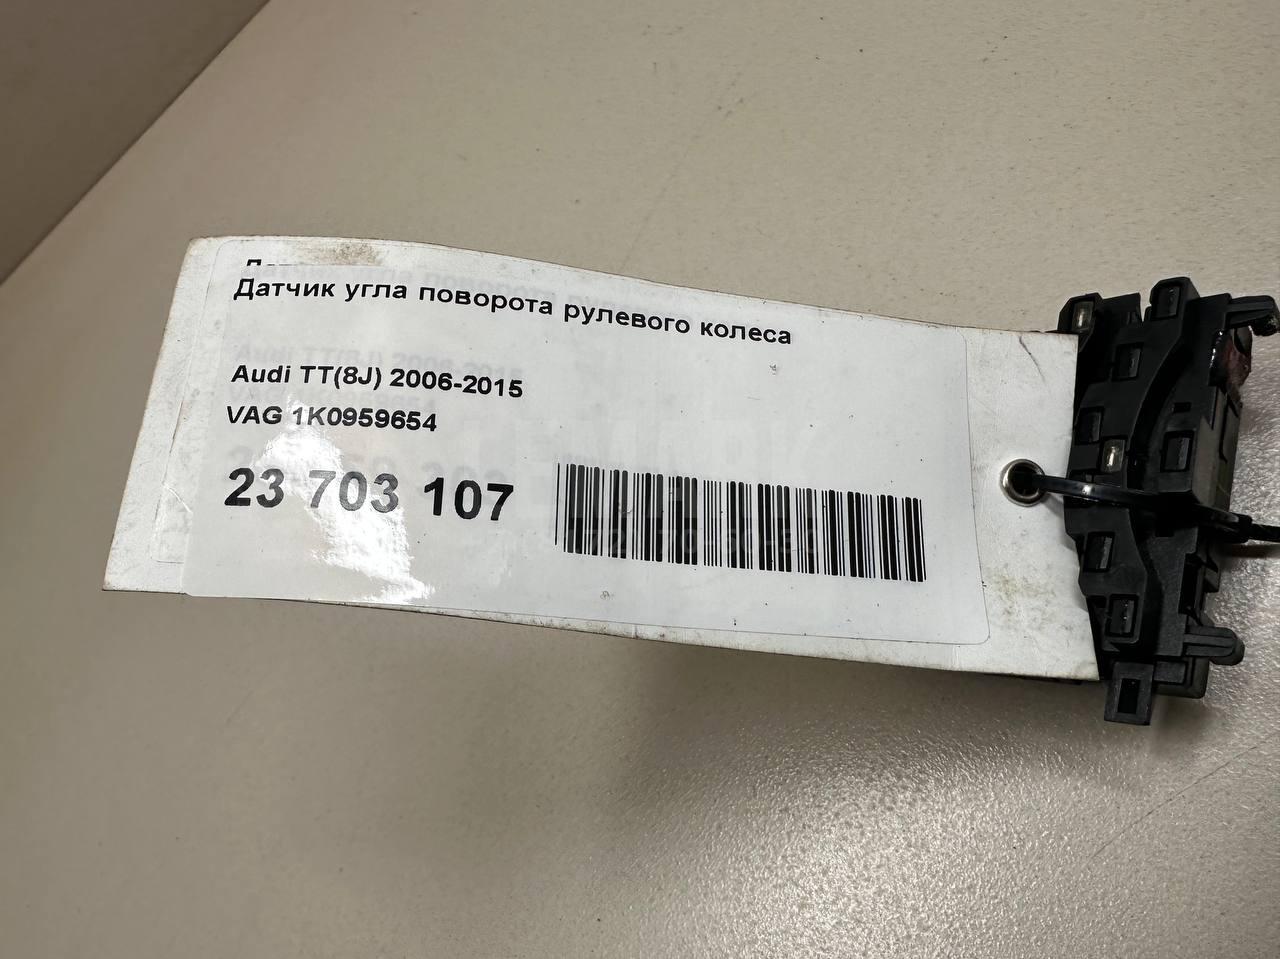 Датчик угла поворота рулевого колеса
Audi TT(8J) 2006-2015
VAG 1K0959654
23 703 107